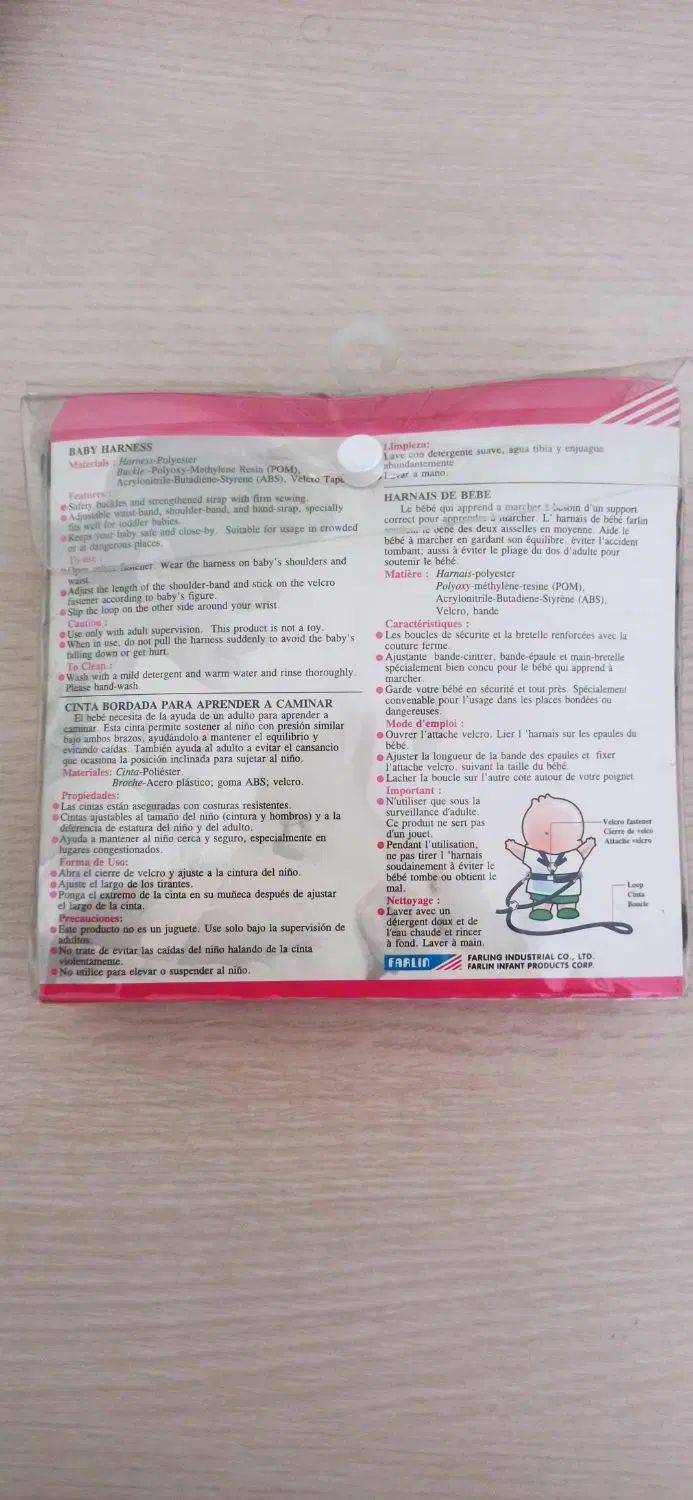 BABY HARNESS
Materials : Harness-Polyester
Buckle -Polyoxy-Methylene Resin (POM),
Acrylonitrile-Butadiene-Styrene (ABS), Velcro Tape
Features :
Safety buckles and strengthened strap with firm sewing.
Adjustable waist-band, shoulder-band, and hand-strap, specially
fits well for toddler babies.
Keeps your baby safe and close-by. Suitable for usage in crowded
or at dangerous places.
To use :
Open fastener. Wear the harness on baby's shoulders and
waist.
Adjust the length of the shoulder-band and stick on the velcro
fastener according to baby's figure.
Slip the loop on the other side around your wrist.
Caution :
Use only with adult supervision. This product is not a toy.
When in use, do not pull the harness suddenly to avoid the baby's
falling down or get hurt.
To Clean :
Wash with a mild detergent and warm water and rinse thoroughly.
Please hand-wash.
CINTA BORDADA PARA APRENDER A CAMINAR
El bebé necesita de la ayuda de un adulto para aprender a
caminar. Esta cinta permite sostener al niño con presión similar
bajo ambos brazos, ayudándolo a mantener el equilibrio y
evitando caídas. También ayuda al adulto a evitar el cansancio
que ocasiona la posición inclinada para sujetar al niño.
Materiales: Cinta-Poliéster.
Broche-Acero plástico; goma ABS; velcro.
Propiedades:
Las cintas están aseguradas con costuras resistentes.
Cintas ajustables al tamaño del niño (cintura y hombros) y a la
diferencia de estatura del niño y del adulto.
Ayuda a mantener al niño cerca y seguro, especialmente en
lugares congestionados.
Forma de Uso:
Abra el cierre de velcro y ajuste a la cintura del niño.
Ajuste el largo de los tirantes.
Ponga el extremo de la cinta en su muñeca después de ajustar
el largo de la cinta.
Precauciones:
Este producto no es un juguete. Use solo bajo la supervisión de
adultos.
No trate de evitar las caídas del niño halando de la cinta
violentamente.
No utilice para elevar o suspender al niño.
Limpieza:
Lave con detergente suave, agua tibia y enjuague
abundantemente.
Lavar a mano.
HARNAIS DE BEBE
Le bébé qui apprend a marcher a besoin d'un support
correct pour apprendre à marcher. L' harnais de bébé farlin
le bébé des deux aisselles en moyenne. Aide le
bébé à marcher en gardant son équilibre. éviter l'accident
tombant; aussi à éviter le pliage du dos d'adulte pour
soutenir le bébé.
Matière : Harnais-polyester
Polyoxy-méthylène-resine (POM),
Acrylonitrile-Butadiene-Styrène (ABS),
Velcro, bande
Caractéristiques :
Les boucles de sécurite et la bretelle renforcées avec la
couture ferme.
Ajustante bande-cintrer, bande-épaule et main-bretelle
spécialement bien concu pour le bébé qui apprend à
marcher.
Garde votre bébé en sécurité et tout près. Spécialement
convenable pour l'usage dans les places bondées ou
dangereuses.
Mode d'emploi :
Ouvrer l'attache velcro. Lier l 'harnais sur les epaules du
bébé.
Ajuster la longueur de la bande des epaules et fixer
l'attache velcro. suivant la taille du bébé.
Lacher la boucle sur l'autre cote autour de votre poignet.
Important :
N'utiliser que sous la
surveillance d'adulte.
Ce produit ne sert pas
d'un jouet.
Pendant l'utilisation,
ne pas tirer l 'harnais
soudainement à éviter le
bébé tombe ou obtient le
mal.
Nettoyage :
Laver avec un
détergent doux et de
l'eau chaude et rincer
à fond. Laver à main.
Velcro fastener
Cierre de velco
Attache velcro
Loop
Cinta
Boucle
FARLIN
FARLING INDUSTRIAL CO., LTD.
FARLIN INFANT PRODUCTS CORP.